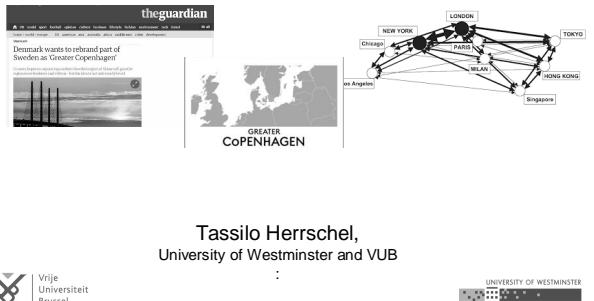 theguardian
Denmark wants to rebrand part of
Sweden as 'Greater Copenhagen'
GREATER
COPENHAGEN
LONDON
NEW YORK
TOKYO
Chicago
PARIS
MILAN
HONG KONG
os Angeles
Singapore
Tassilo Herrschel,
University of Westminster and VUB
:
Vrije
Universiteit
Brussel
UNIVERSITY OF WESTMINSTER